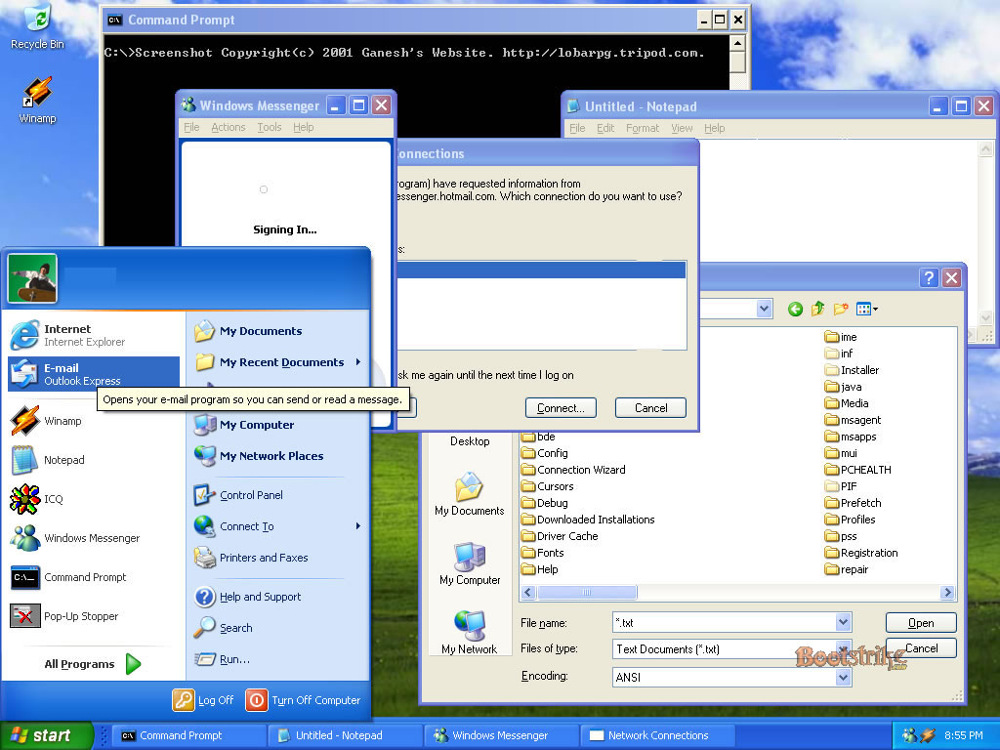 Recycle Bin
Winamp
Command Prompt
C:\>Screenshot Copyright(c) 2001 Ganesh's Website. http://lobarpg.tripod.com.
Windows Messenger
File Actions Tools Help
Signing In...
Untitled - Notepad
File Edit Format View Help
Connections
rogram) have requested information from
essenger.hotmail.com. Which connection do you want to use?
s:
sk me again until the next time I log on
Connect... Cancel
Internet
Internet Explorer
E-mail
Outlook Express
Opens your e-mail program so you can send or read a message.
Winamp
Notepad
ICQ
Windows Messenger
Command Prompt
Pop-Up Stopper
All Programs
My Documents
My Recent Documents
My Computer
My Network Places
Control Panel
Connect To
Printers and Faxes
Help and Support
Search
Run...
Log Off
Turn Off Computer
Desktop
My Documents
My Computer
My Network
bde
Config
Connection Wizard
Cursors
Debug
Downloaded Installations
Driver Cache
Fonts
Help
ime
inf
Installer
java
Media
msagent
msapps
mui
PCHEALTH
PIF
Prefetch
Profiles
pss
Registration
repair
File name: *.txt Open
Files of type: Text Documents (*.txt) Cancel
Encoding: ANSI
Bootstrike
start
Command Prompt
Untitled - Notepad
Windows Messenger
Network Connections
8:55 PM